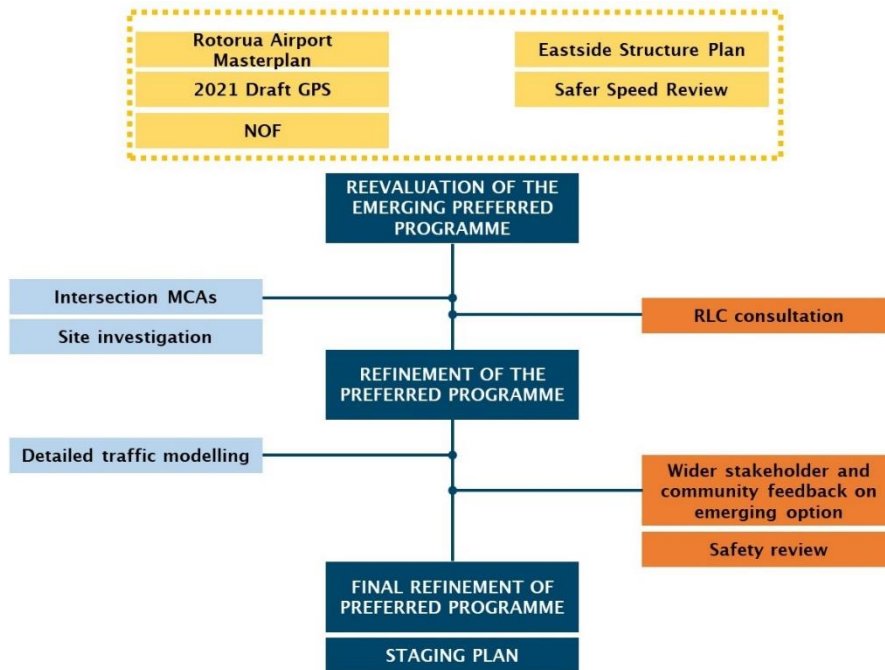 Rotorua Airport
Masterplan
Eastside Structure Plan
2021 Draft GPS
Safer Speed Review
NOF
REEVALUATION OF THE
EMERGING PREFERRED
PROGRAMME
Intersection MCAs
RLC consultation
Site investigation
REFINEMENT OF THE
PREFERRED PROGRAMME
Detailed traffic modelling
Wider stakeholder and
community feedback on
emerging option
Safety review
FINAL REFINEMENT OF
PREFERRED PROGRAMME
STAGING PLAN